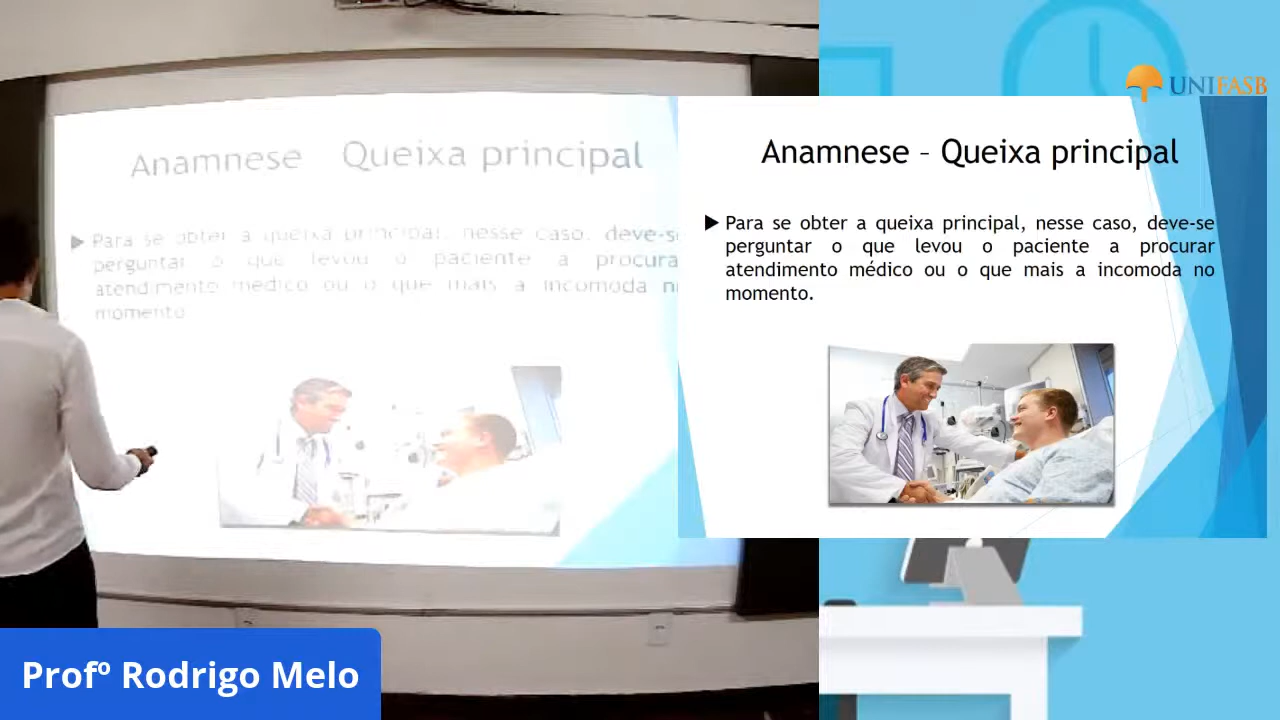 UNIFASB
Anamnese Queixa principal
Para se obter a queixa principal, nesse caso, deve-se
perguntar o que levou o paciente a procura
atendimento médico ou o que mais a incomoda n
momento
Anamnese – Queixa principal
Para se obter a queixa principal, nesse caso, deve-se
perguntar o que levou o paciente a procurar
atendimento médico ou o que mais a incomoda no
momento.
Profº Rodrigo Melo